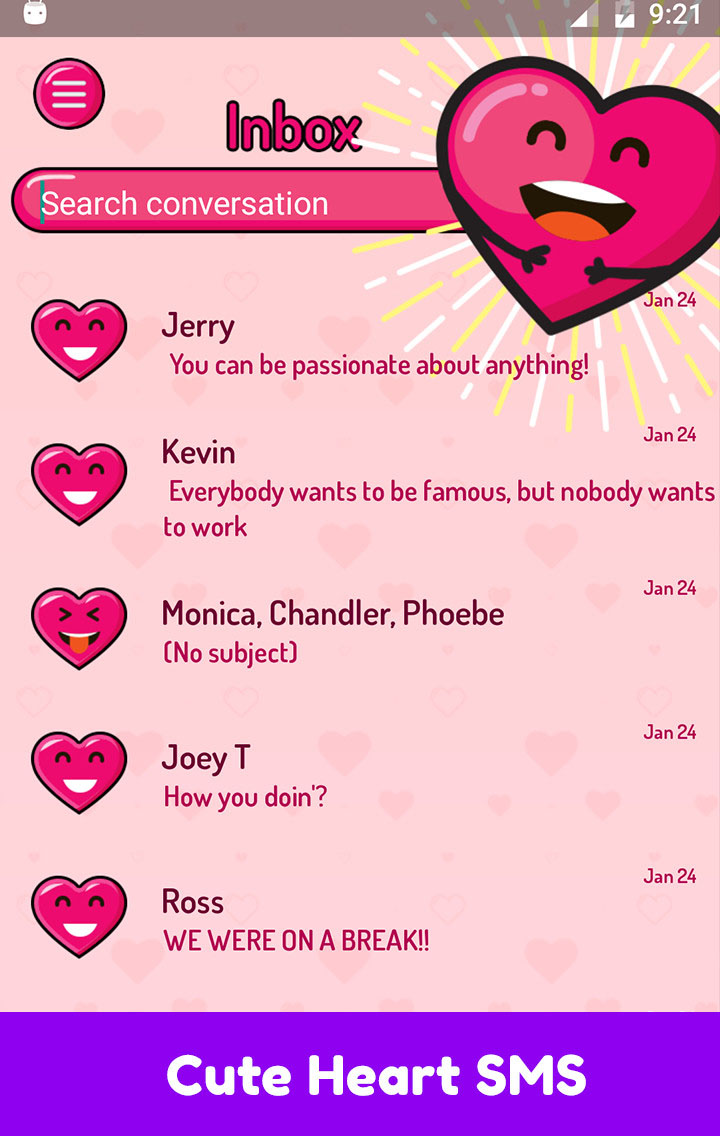 9:21
Inbox
Search conversation
Jan 24
Jerry
You can be passionate about anything!
Jan 24
Kevin
Everybody wants to be famous, but nobody wants
to work
Jan 24
Monica, Chandler, Phoebe
(No subject)
Jan 24
Joey T
How you doin'?
Jan 24
Ross
WE WERE ON A BREAK!!
Cute Heart SMS